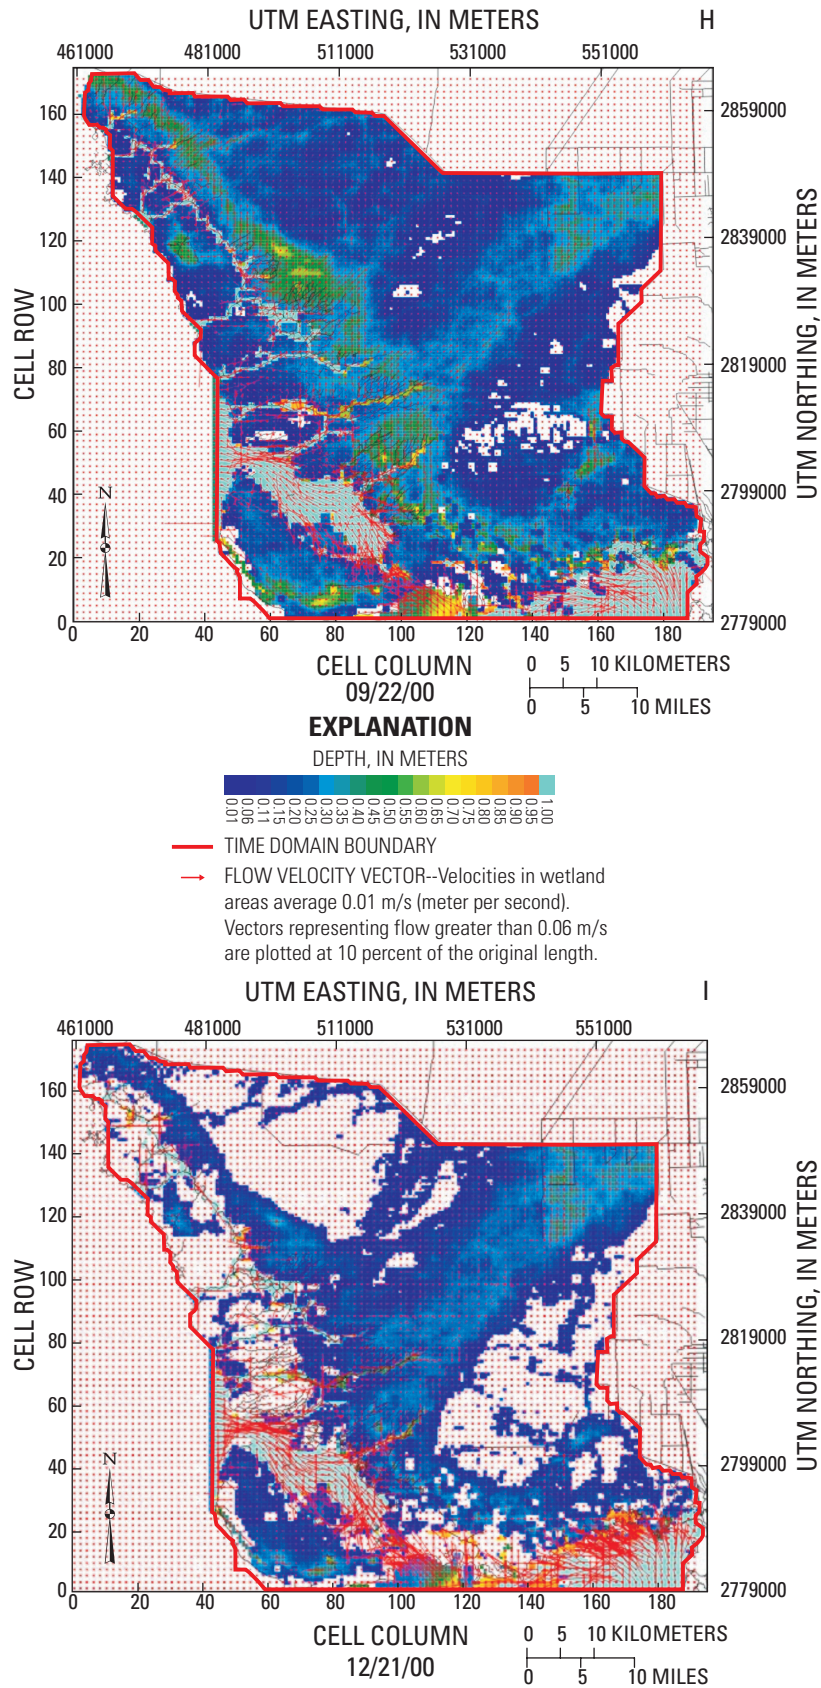 UTM EASTING, IN METERS H
461000 481000 511000 531000 551000
160
140
120
100
80
60
40
20
0
CELL ROW
2859000
2839000
2819000
2799000
2779000
UTM NORTHING, IN METERS
N
0 20 40 60 80 100 120 140 160 180
CELL COLUMN
09/22/00
0 5 10 KILOMETERS
0 5 10 MILES
EXPLANATION
DEPTH, IN METERS
0.01 0.06 0.11 0.15 0.20 0.25 0.30 0.35 0.40 0.45 0.50 0.55 0.60 0.65 0.70 0.75 0.80 0.85 0.90 0.95 1.00
TIME DOMAIN BOUNDARY
FLOW VELOCITY VECTOR--Velocities in wetland
areas average 0.01 m/s (meter per second).
Vectors representing flow greater than 0.06 m/s
are plotted at 10 percent of the original length.
UTM EASTING, IN METERS I
461000 481000 511000 531000 551000
160
140
120
100
80
60
40
20
0
CELL ROW
2859000
2839000
2819000
2799000
2779000
UTM NORTHING, IN METERS
N
0 20 40 60 80 100 120 140 160 180
CELL COLUMN
12/21/00
0 5 10 KILOMETERS
0 5 10 MILES